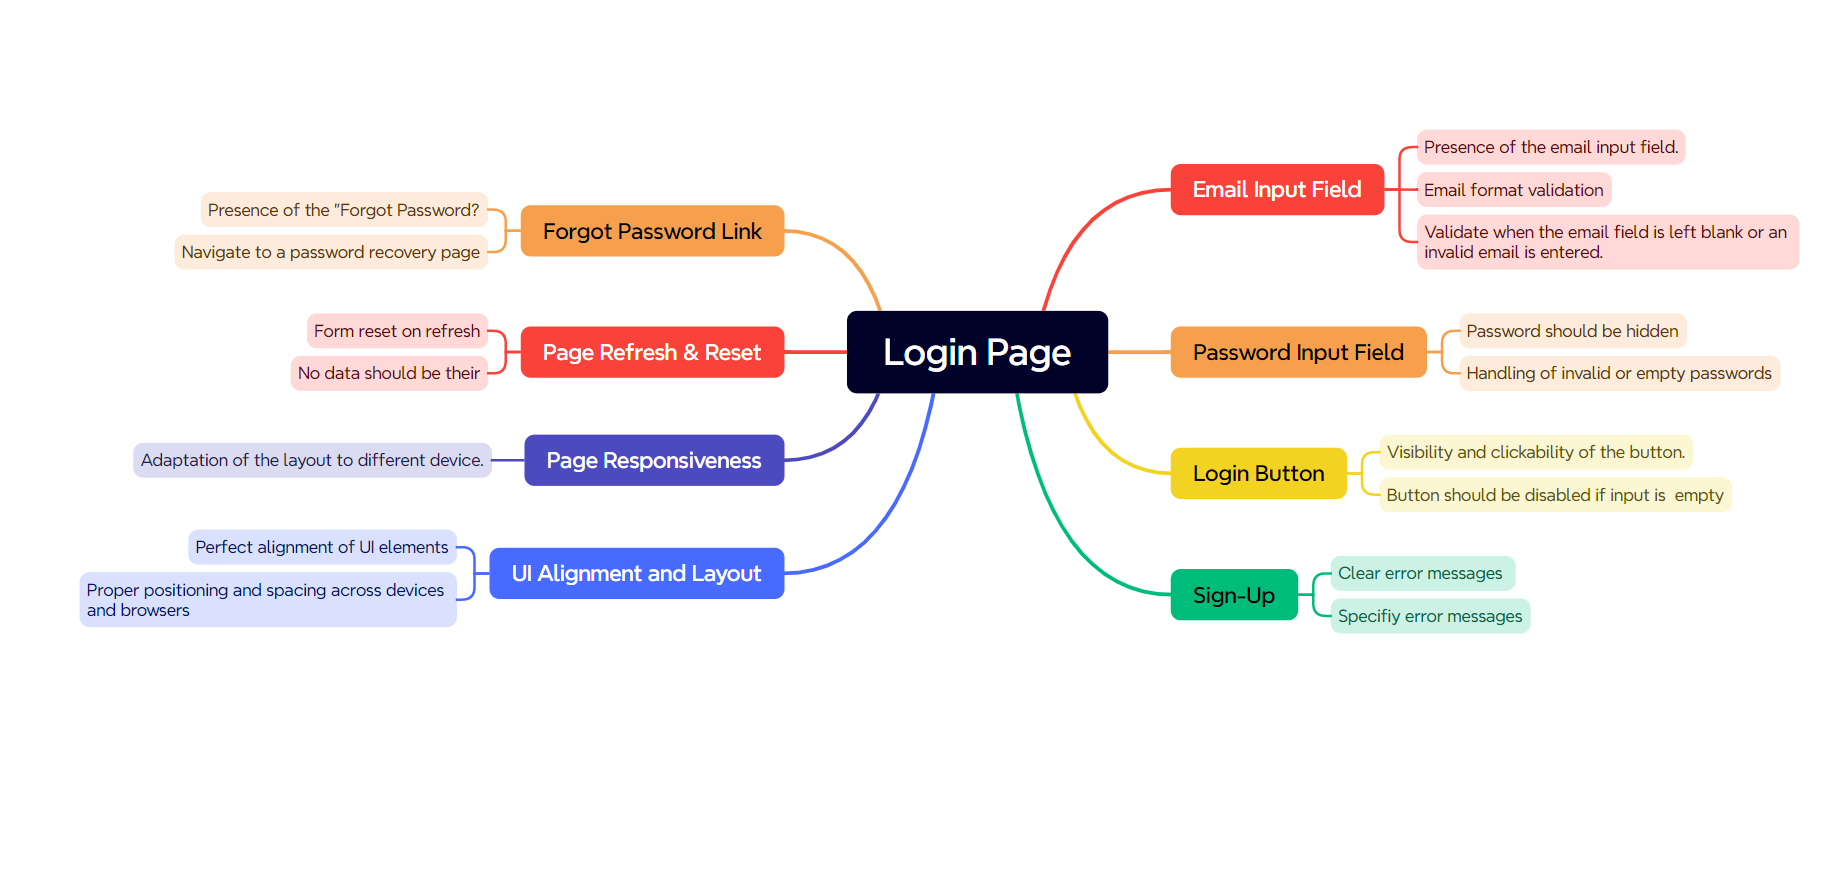 Login Page
Email Input Field
Presence of the email input field.
Email format validation
Validate when the email field is left blank or an
invalid email is entered.
Password Input Field
Password should be hidden
Handling of invalid or empty passwords
Login Button
Visibility and clickability of the button.
Button should be disabled if input is  empty
Sign-Up
Clear error messages
Specifiy error messages
Forgot Password Link
Presence of the "Forgot Password?
Navigate to a password recovery page
Page Refresh & Reset
Form reset on refresh
No data should be their
Page Responsiveness
Adaptation of the layout to different device.
UI Alignment and Layout
Perfect alignment of UI elements
Proper positioning and spacing across devices
and browsers